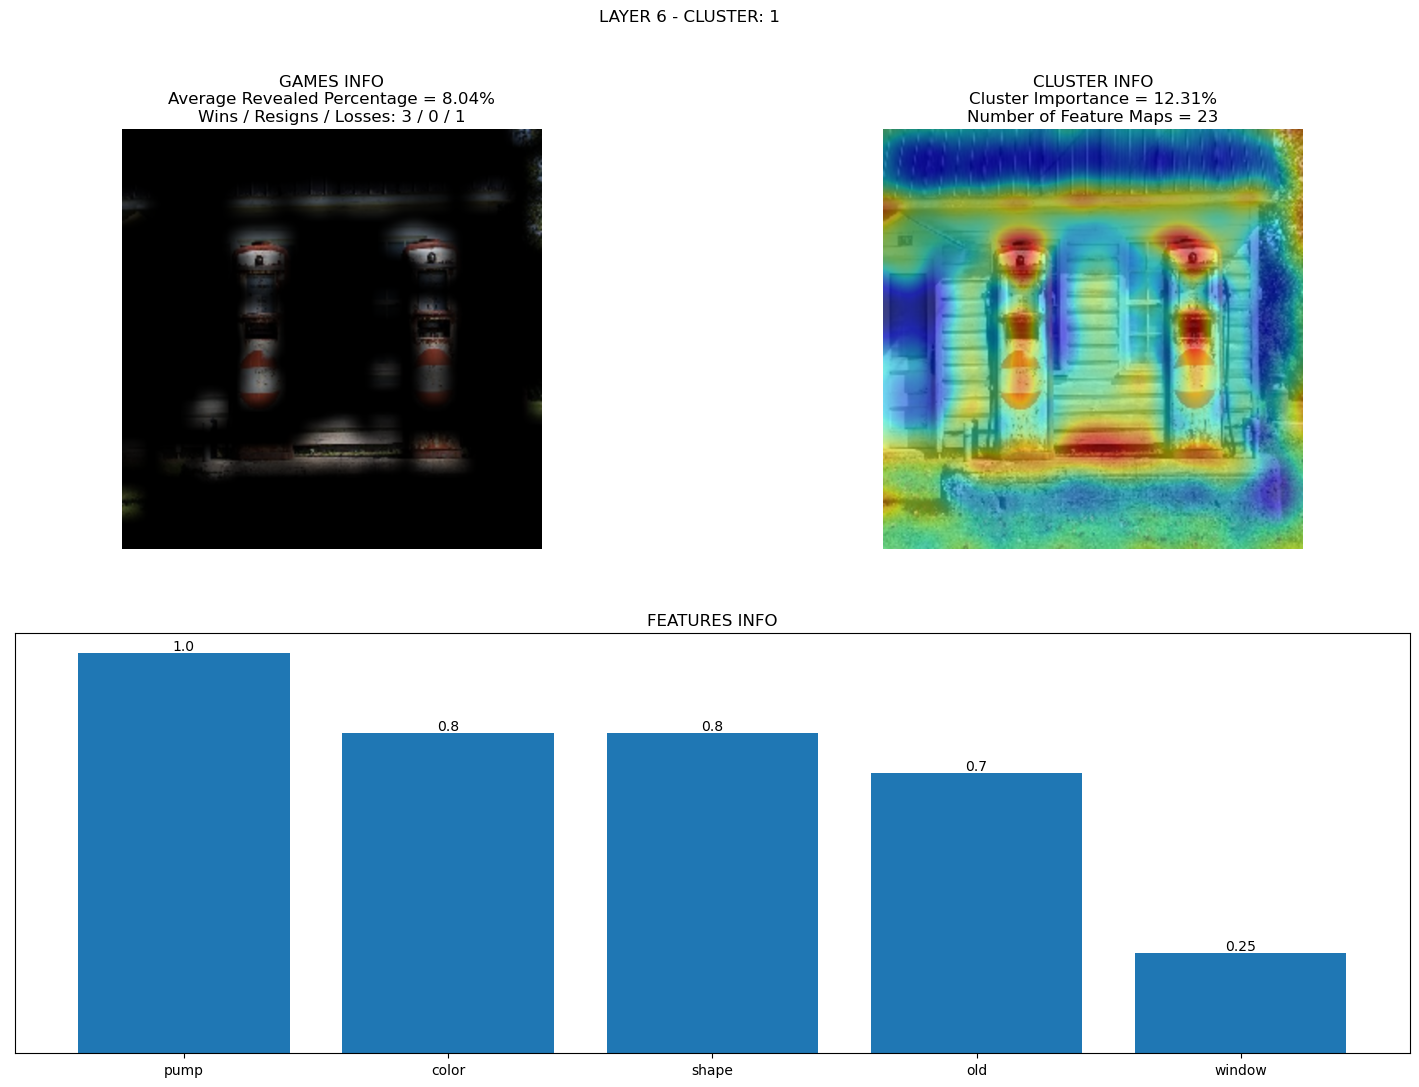 LAYER 6 - CLUSTER: 1
GAMES INFO
Average Revealed Percentage = 8.04%
Wins / Resigns / Losses: 3 / 0 / 1
CLUSTER INFO
Cluster Importance = 12.31%
Number of Feature Maps = 23
FEATURES INFO
1.0
0.8
0.8
0.7
0.25
pump
color
shape
old
window